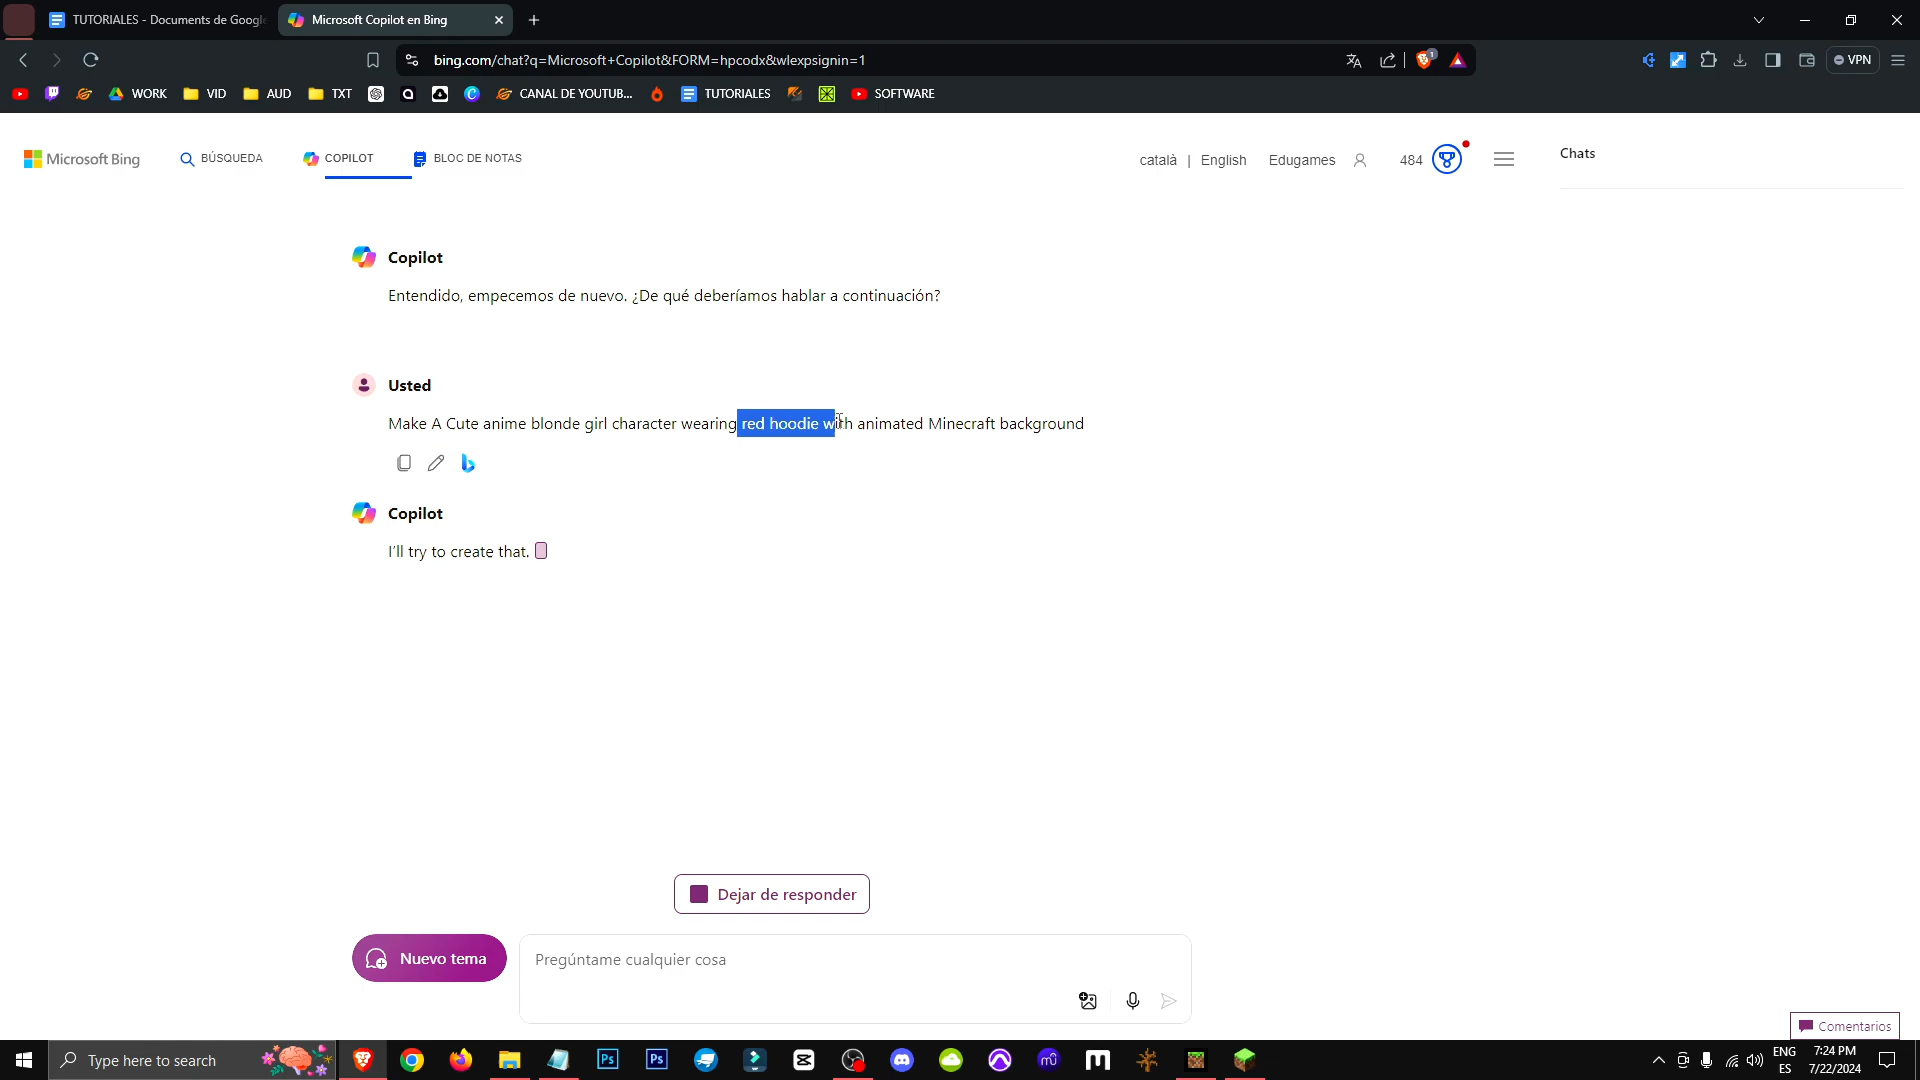 TUTORIALES - Documents de Google
Microsoft Copilot en Bing
bing.com/chat?q=Microsoft+Copilot&FORM=hpcodx&wlexpsignin=1
1
VPN
WORK
VID
AUD
TXT
CANAL DE YOUTUB...
TUTORIALES
SOFTWARE
Microsoft Bing
BÚSQUEDA
COPILOT
BLOC DE NOTAS
català | English
Edugames
484
Chats
Copilot
Entendido, empecemos de nuevo. ¿De qué deberíamos hablar a continuación?
Usted
Make A Cute anime blonde girl character wearing red hoodie with animated Minecraft background
Copilot
I'll try to create that.
Dejar de responder
Nuevo tema
Pregúntame cualquier cosa
Comentarios
Type here to search
Ps
Ps
ENG
ES
7:24 PM
7/22/2024